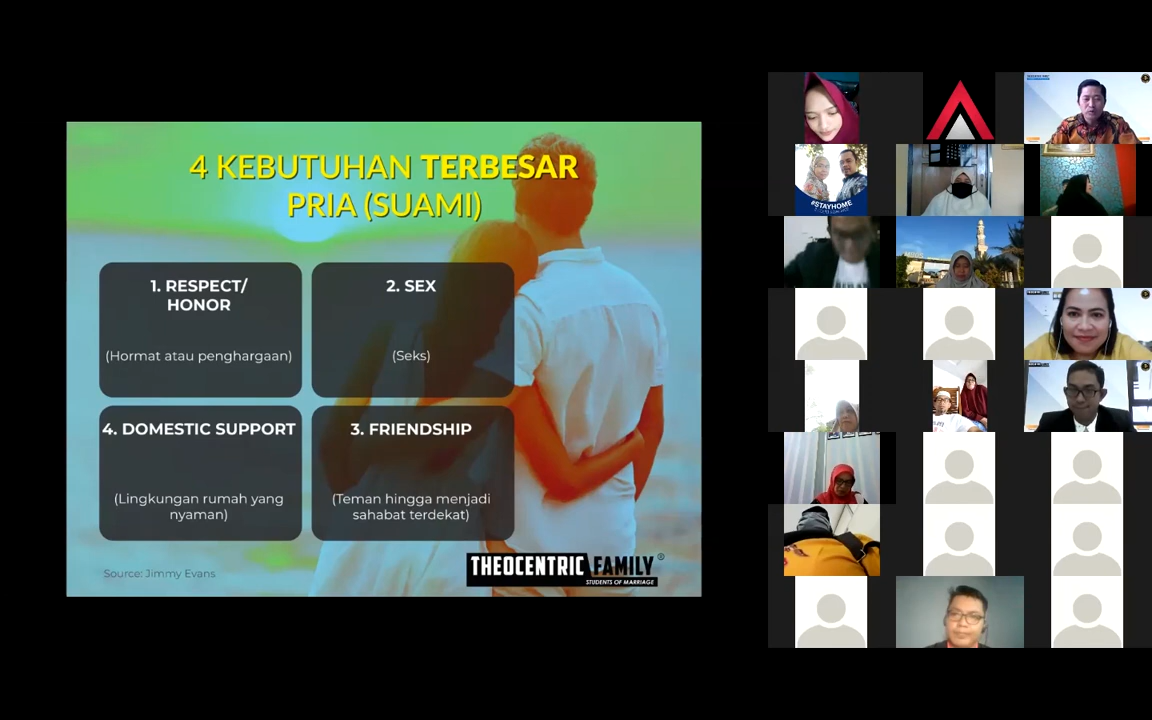 4 KEBUTUHAN TERBESAR
PRIA (SUAMI)
1. RESPECT/
HONOR
(Hormat atau penghargaan)
2. SEX
(Seks)
4. DOMESTIC SUPPORT
(Lingkungan rumah yang
nyaman)
3. FRIENDSHIP
(Teman hingga menjadi
sahabat terdekat)
Source: Jimmy Evans
THEOCENTRIC FAMILY®
STUDENTS OF MARRIAGE
#STAYHOME